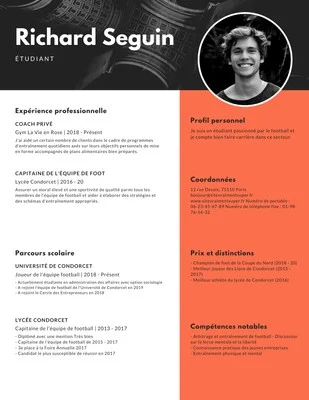 Richard Seguin
ÉTUDIANT
Expérience professionnelle
COACH PRIVÉ
Gym La Vie en Rose | 2018 - Présent
J'ai aidé un certain nombre de clients dans le cadre de programmes
d'entraînement quotidiens axés sur leurs objectifs personnels de mise
en forme accompagnés de plans alimentaires bien préparés.
CAPITAINE DE L'ÉQUIPE DE FOOT
Lycée Condorcet | 2016 - 20
Assurer un moral élevé et une sportivité de qualité parmi tous les
membres de l'équipe de football et aider à élaborer des stratégies et
des schémas d'entraînement appropriés.
Parcours scolaire
UNIVERSITÉ DE CONDORCET
Joueur de l'équipe football | 2018 - Présent
- Actuellement étudiant en administration des affaires avec option sociologie
- A rejoint l'équipe de football de l'Université de Condorcet en 2019
- A rejoint le Cercle des Entrepreneurs en 2018
LYCÉE CONDORCET
Capitaine de l'équipe de football | 2013 - 2017
- Diplômé avec une mention Très bien
- Capitaine de l'équipe de football de 2015 - 2017
- 3e place à la Foire Annuelle 2017
- Candidat le plus susceptible de réussir en 2017
Profil personnel
Je suis un étudiant passionné par le football et
je compte bien faire carrière dans ce secteur.
Coordonnées
12 rue Devain, 75110 Paris
www.sitevraimentsuper.fr
Numéro de portable :
06-23-45-67-89 Numéro de téléphone fixe : 01-98-
76-54-32
Prix et distinctions
- Champion de foot de la Coupe du Nord (2018 - 20)
- Meilleur joueur des Lions de Condorcet (2015 -
2017)
- Meilleur athlète du lycée de Condorcet (2016)
Compétences notables
- Arbitrage et entraînement de football - Discussion
sur la force mentale et la liberté
- Connaissance pratique des jeunes entreprises
- Entraînement physique et mental